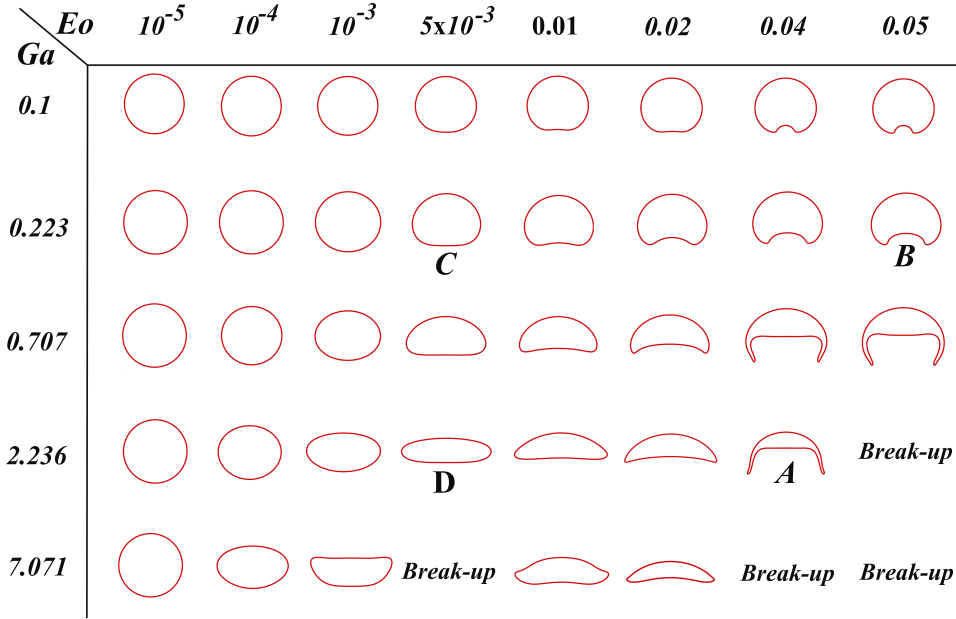 Eo 10⁻⁵ 10⁻⁴ 10⁻³ 5x10⁻³ 0.01 0.02 0.04 0.05
Ga
0.1
0.223
C B
0.707
2.236 Break-up
D A
7.071 Break-up Break-up Break-up